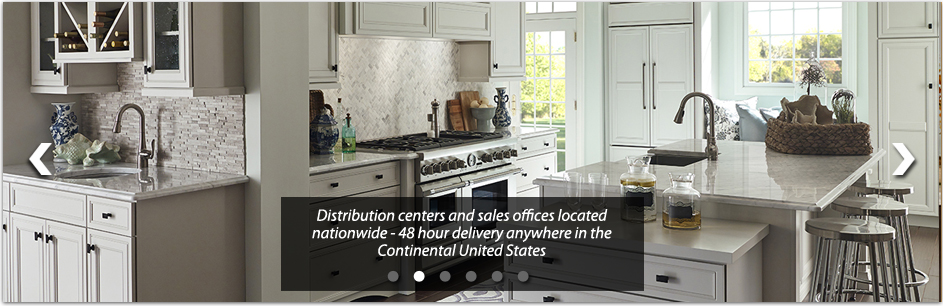 Distribution centers and sales offices located
nationwide - 48 hour delivery anywhere in the
Continental United States